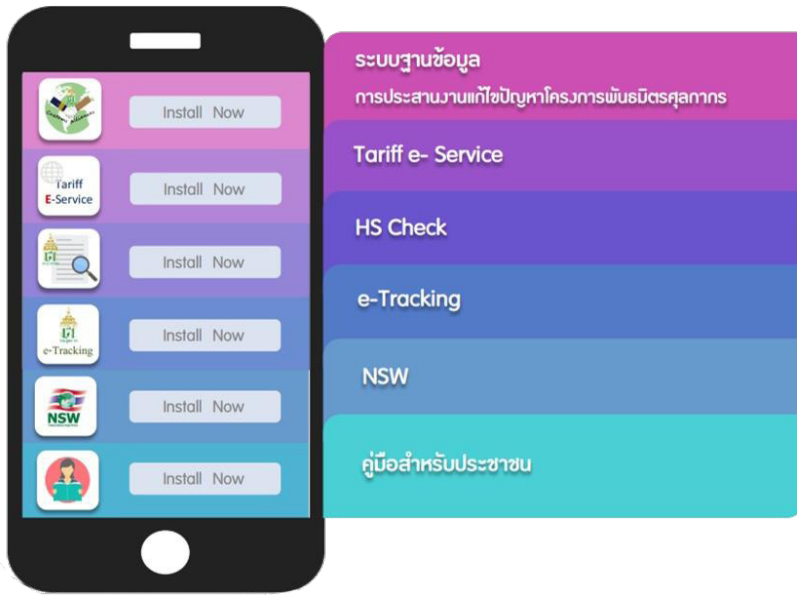 ระบบฐานข้อมูล
การประสานงานแก้ไขปัญหาโครงการพันธมิตรศุลกากร
Install Now
Tariff
E-Service
Install Now
Tariff e- Service
Install Now
HS Check
e-Tracking
Install Now
e-Tracking
NSW
Install Now
NSW
Install Now
คู่มือสำหรับประชาชน